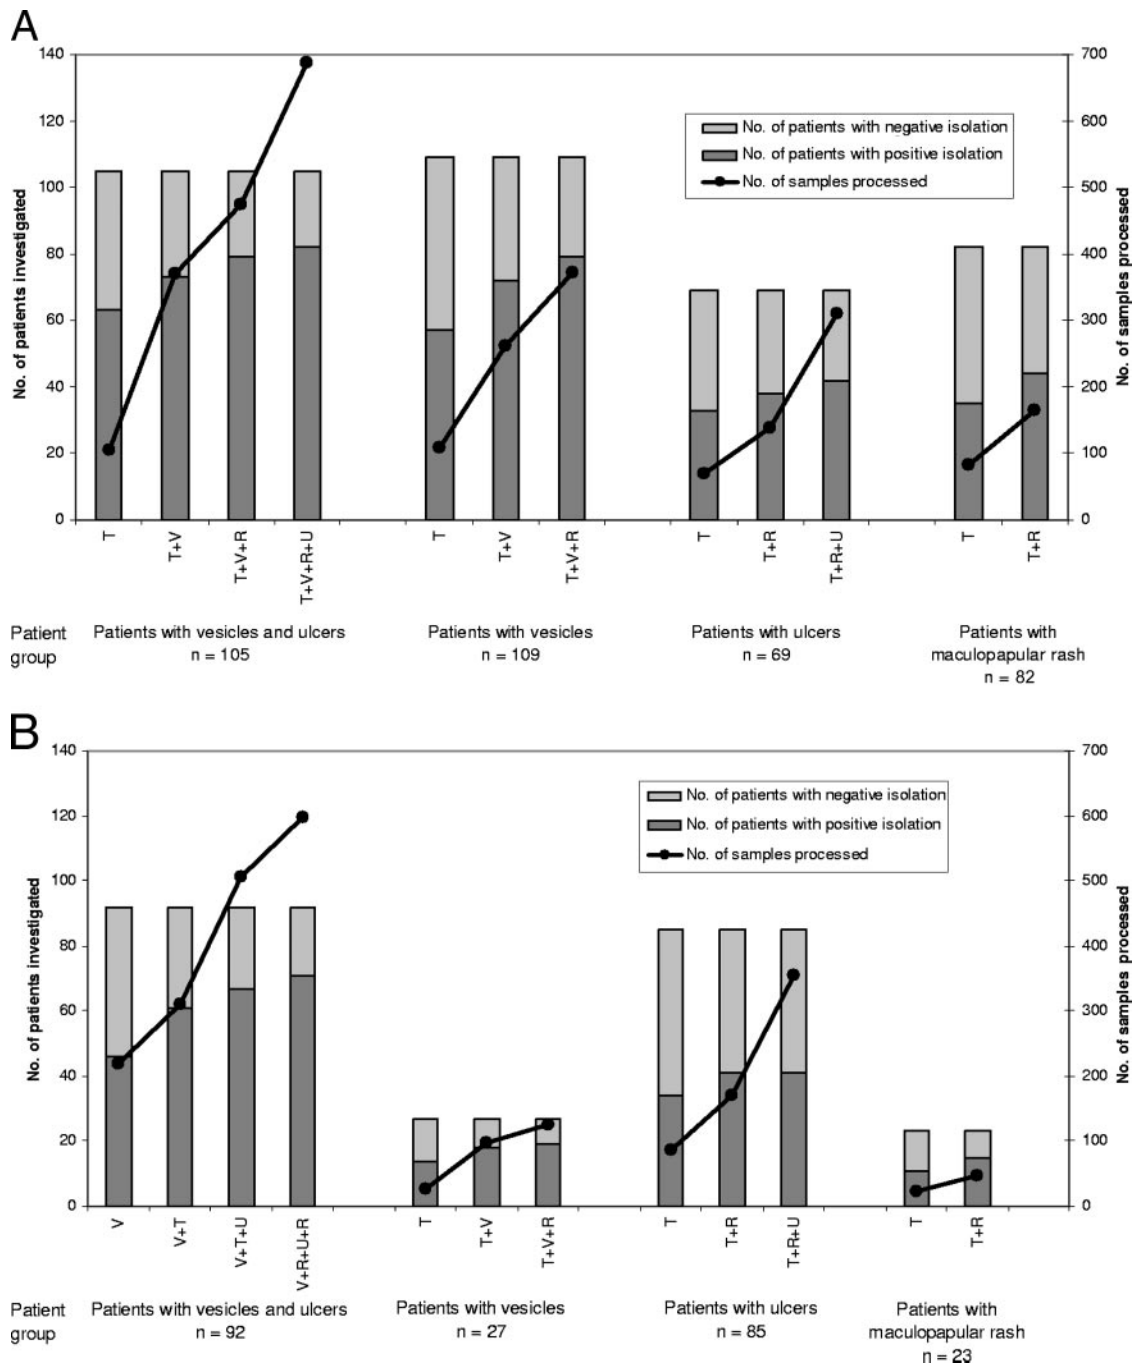 A
140
120
100
80
60
40
20
0
No. of patients investigated
700
600
500
400
300
200
100
0
No. of samples processed
No. of patients with negative isolation
No. of patients with positive isolation
No. of samples processed
T
T+V
T+V+R
T+V+R+U
T
T+V
T+V+R
T
T+R
T+R+U
T
T+R
Patient group
Patients with vesicles and ulcers
n = 105
Patients with vesicles
n = 109
Patients with ulcers
n = 69
Patients with
maculopapular rash
n = 82
B
140
120
100
80
60
40
20
0
No. of patients investigated
700
600
500
400
300
200
100
0
No. of samples processed
No. of patients with negative isolation
No. of patients with positive isolation
No. of samples processed
V
V+T
V+T+U
V+R+U+R
T
T+V
T+V+R
T
T+R
T+R+U
T
T+R
Patient
group
Patients with vesicles and ulcers
n = 92
Patients with vesicles
n = 27
Patients with ulcers
n = 85
Patients with
maculopapular rash
n = 23